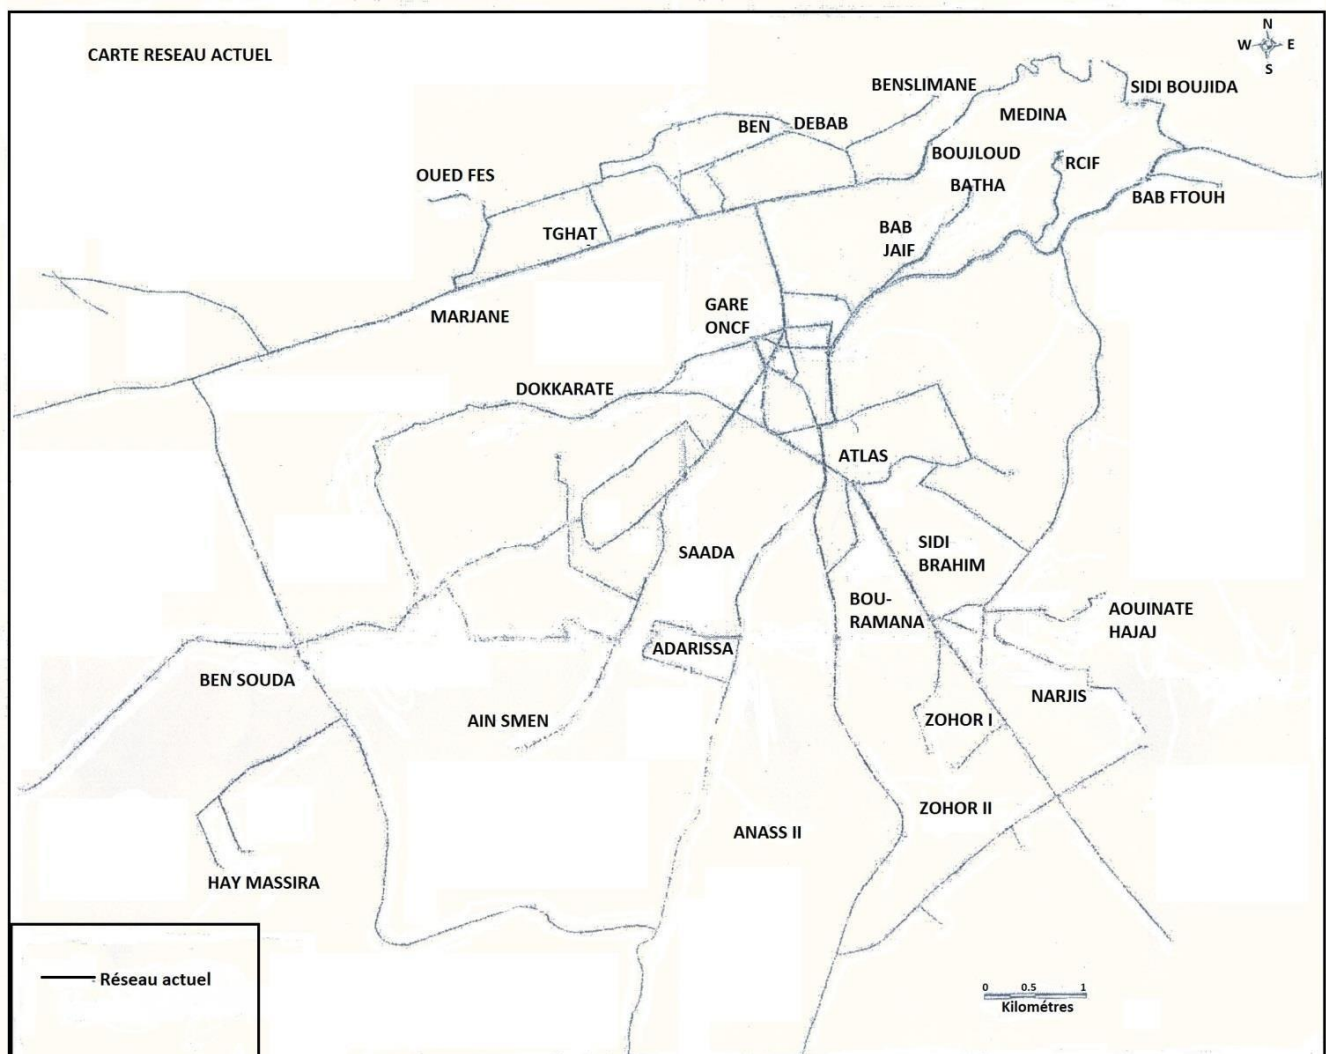 CARTE RESEAU ACTUEL
N
W E
S
BENSLIMANE
SIDI BOUJIDA
MEDINA
BEN DEBAB
BOUJLOUD
RCIF
OUED FES
BATHA
BAB FTOUH
TGHAT
BAB
JAIF
MARJANE
GARE
ONCF
DOKKARATE
ATLAS
SAADA
SIDI
BRAHIM
BOU-
RAMANA
AOUINATE
HAJAJ
ADARISSA
BEN SOUDA
NARJIS
AIN SMEN
ZOHOR I
ZOHOR II
ANASS II
HAY MASSIRA
Réseau actuel
0 0.5 1
Kilométres